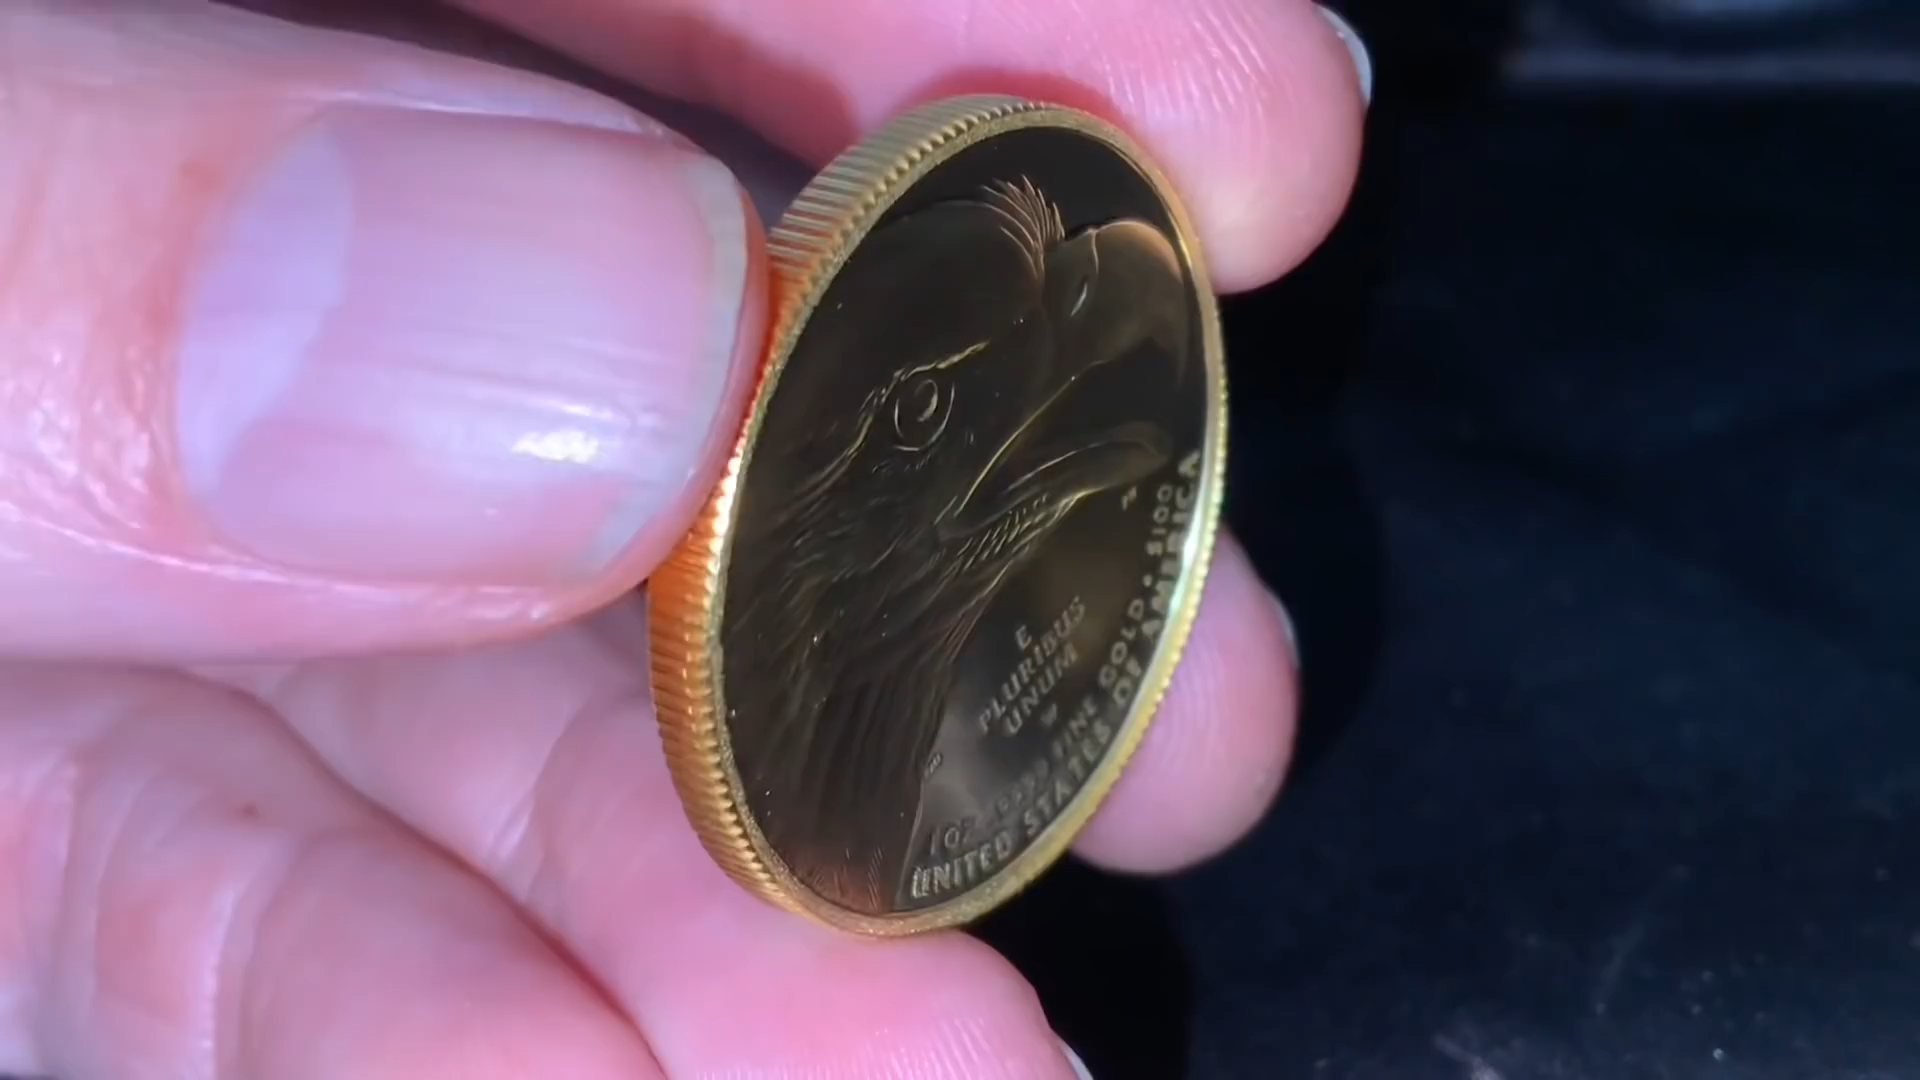 E
PLURIBUS
UNUM
W
1 OZ. .9999 FINE GOLD • $100
UNITED STATES OF AMERICA